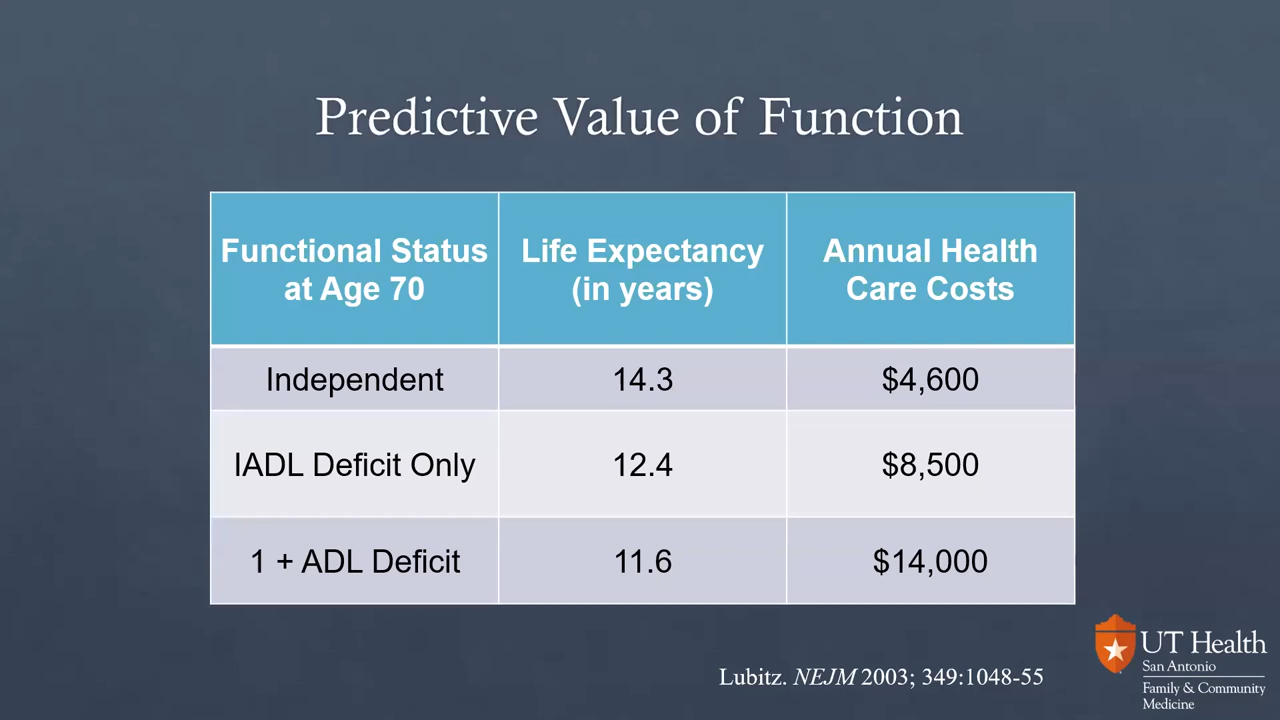 Predictive Value of Function
Functional Status
at Age 70
Life Expectancy
(in years)
Annual Health
Care Costs
Independent
14.3
$4,600
IADL Deficit Only
12.4
$8,500
1 + ADL Deficit
11.6
$14,000
Lubitz. NEJM 2003; 349:1048-55
UT Health
San Antonio
Family & Community
Medicine